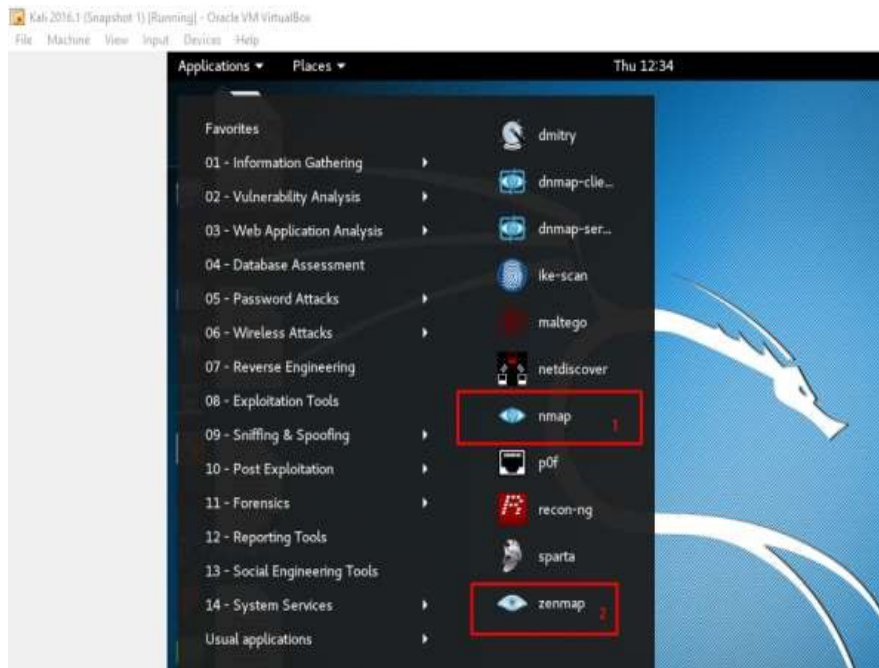 Kali 2016.1 (Snapshot 1) [Running] - Oracle VM VirtualBox
File Machine View Input Devices Help
Applications Places Thu 12:34
Favorites
01 - Information Gathering
02 - Vulnerability Analysis
03 - Web Application Analysis
04 - Database Assessment
05 - Password Attacks
06 - Wireless Attacks
07 - Reverse Engineering
08 - Exploitation Tools
09 - Sniffing & Spoofing
10 - Post Exploitation
11 - Forensics
12 - Reporting Tools
13 - Social Engineering Tools
14 - System Services
Usual applications
dmitry
dnmap-clie...
dnmap-ser...
ike-scan
maltego
netdiscover
nmap 1
p0f
recon-ng
sparta
zenmap 2